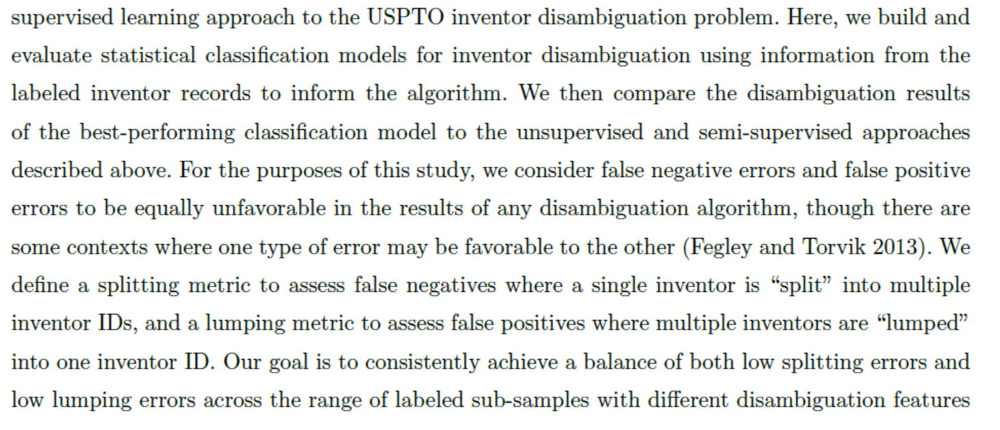 supervised learning approach to the USPTO inventor disambiguation problem. Here, we build and
evaluate statistical classification models for inventor disambiguation using information from the
labeled inventor records to inform the algorithm. We then compare the disambiguation results
of the best-performing classification model to the unsupervised and semi-supervised approaches
described above. For the purposes of this study, we consider false negative errors and false positive
errors to be equally unfavorable in the results of any disambiguation algorithm, though there are
some contexts where one type of error may be favorable to the other (Fegley and Torvik 2013). We
define a splitting metric to assess false negatives where a single inventor is “split” into multiple
inventor IDs, and a lumping metric to assess false positives where multiple inventors are “lumped”
into one inventor ID. Our goal is to consistently achieve a balance of both low splitting errors and
low lumping errors across the range of labeled sub-samples with different disambiguation features